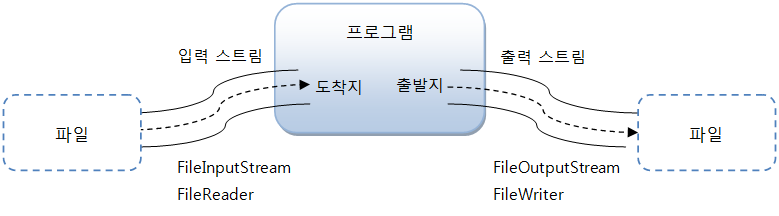 프로그램
입력 스트림
출력 스트림
도착지
출발지
파일
파일
FileInputStream
FileReader
FileOutputStream
FileWriter